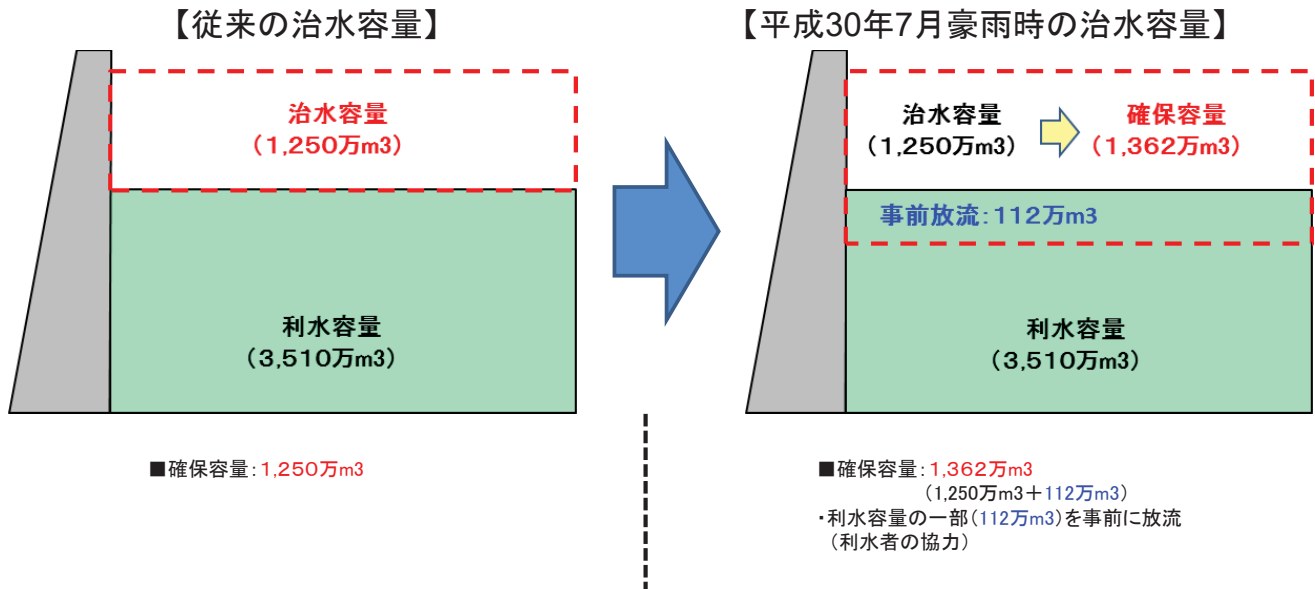 【従来の治水容量】
治水容量
(1,250万m3)
利水容量
(3,510万m3)
■確保容量：1,250万m3
【平成30年7月豪雨時の治水容量】
治水容量
(1,250万m3)
確保容量
(1,362万m3)
事前放流：112万m3
利水容量
(3,510万m3)
■確保容量：1,362万m3
(1,250万m3＋112万m3)
・利水容量の一部(112万m3)を事前に放流
(利水者の協力)